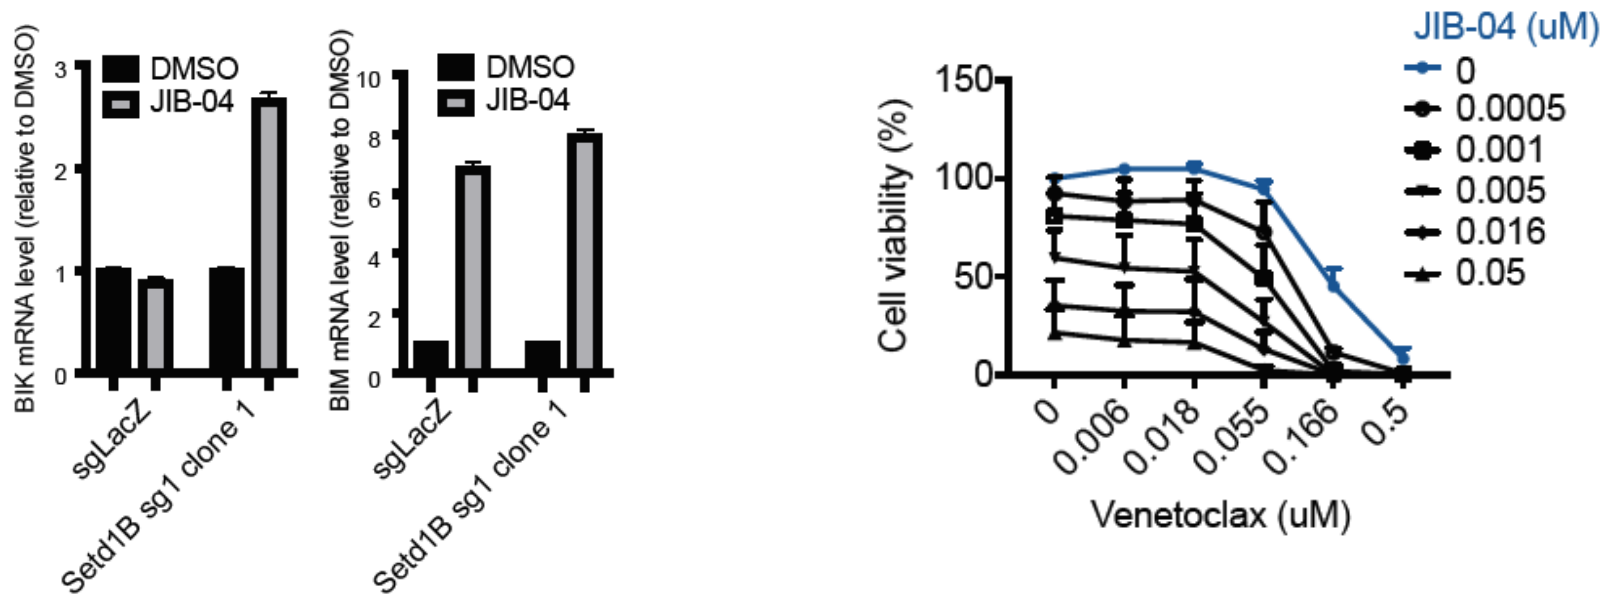 BIK mRNA level (relative to DMSO)
3
2
1
0
DMSO
JIB-04
sgLacZ
Setd1B sg1 clone 1
BIM mRNA level (relative to DMSO)
10
8
6
4
2
0
DMSO
JIB-04
sgLacZ
Setd1B sg1 clone 1
Cell viability (%)
150
100
50
0
0
0.006
0.018
0.055
0.166
0.5
Venetoclax (uM)
JIB-04 (uM)
0
0.0005
0.001
0.005
0.016
0.05